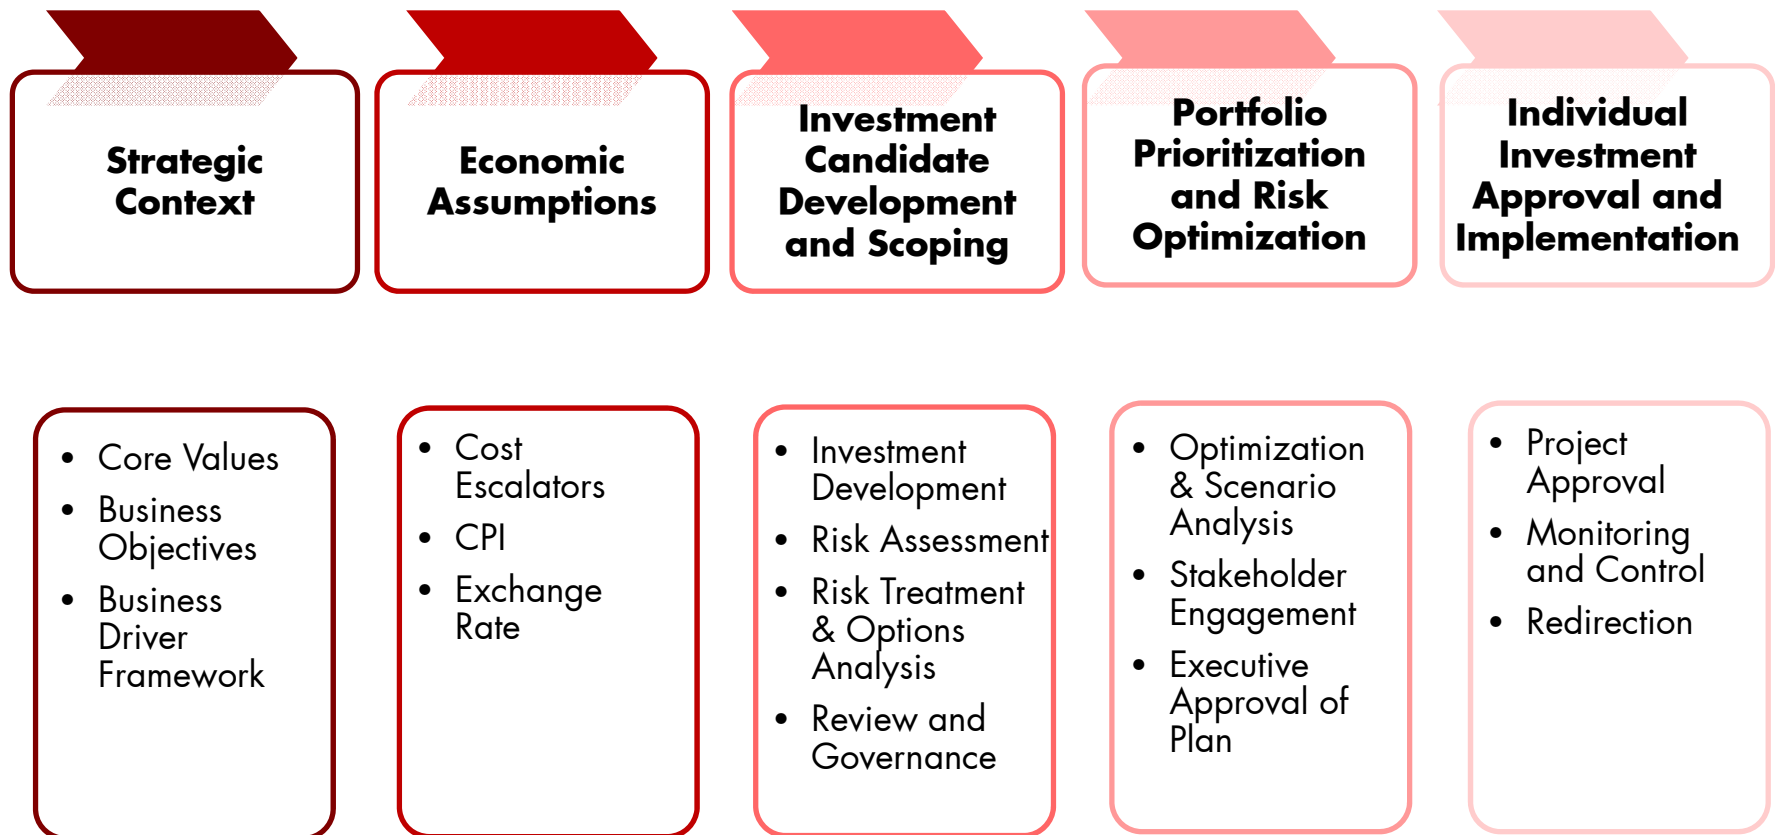 Strategic
Context
Economic
Assumptions
Investment
Candidate
Development
and Scoping
Portfolio
Prioritization
and Risk
Optimization
Individual
Investment
Approval and
Implementation
• Core Values
• Business
Objectives
• Business
Driver
Framework
• Cost
Escalators
• CPI
• Exchange
Rate
• Investment
Development
• Risk Assessment
• Risk Treatment
& Options
Analysis
• Review and
Governance
• Optimization
& Scenario
Analysis
• Stakeholder
Engagement
• Executive
Approval of
Plan
• Project
Approval
• Monitoring
and Control
• Redirection